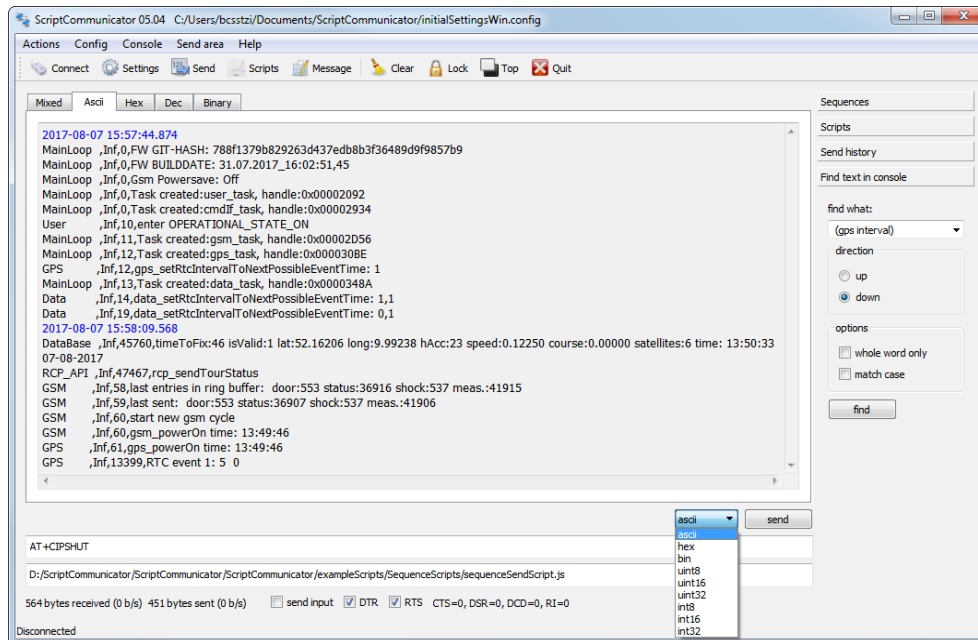 ScriptCommunicator 05.04 C:/Users/bcsstzi/Documents/ScriptCommunicator/initialSettingsWin.config
Actions Config Console Send area Help
Connect Settings Send Scripts Message Clear Lock Top Quit
Mixed Ascii Hex Dec Binary
2017-08-07 15:57:44.874
MainLoop ,Inf,0,FW GIT-HASH: 788f1379b829263d437edb8b3f36489d9f9857b9
MainLoop ,Inf,0,FW BUILDDATE: 31.07.2017_16:02:51,45
MainLoop ,Inf,0,Gsm Powersave: Off
MainLoop ,Inf,0,Task created:user_task, handle:0x00002092
MainLoop ,Inf,0,Task created:cmdIf_task, handle:0x00002934
User ,Inf,10,enter OPERATIONAL_STATE_ON
MainLoop ,Inf,11,Task created:gsm_task, handle:0x00002D56
MainLoop ,Inf,12,Task created:gps_task, handle:0x000030BE
GPS ,Inf,12,gps_setRtcIntervalToNextPossibleEventTime: 1
MainLoop ,Inf,13,Task created:data_task, handle:0x0000348A
Data ,Inf,14,data_setRtcIntervalToNextPossibleEventTime: 1,1
Data ,Inf,19,data_setRtcIntervalToNextPossibleEventTime: 0,1
2017-08-07 15:58:09.568
DataBase ,Inf,45760,timeToFix:46 isValid:1 lat:52.16206 long:9.99238 hAcc:23 speed:0.12250 course:0.00000 satellites:6 time: 13:50:33
07-08-2017
RCP_API ,Inf,47467,rcp_sendTourStatus
GSM ,Inf,58,last entries in ring buffer: door:553 status:36916 shock:537 meas.:41915
GSM ,Inf,59,last sent: door:553 status:36907 shock:537 meas.:41906
GSM ,Inf,60,start new gsm cycle
GSM ,Inf,60,gsm_powerOn time: 13:49:46
GPS ,Inf,61,gps_powerOn time: 13:49:46
GPS ,Inf,13399,RTC event 1: 5 0
Sequences
Scripts
Send history
Find text in console
find what:
(gps interval)
direction
up
down
options
whole word only
match case
find
ascii
send
ascii
hex
bin
uint8
uint16
uint32
int8
int16
int32
AT+CIPSHUT
D:/ScriptCommunicator/ScriptCommunicator/ScriptCommunicator/exampleScripts/SequenceScripts/sequenceSendScript.js
564 bytes received (0 b/s) 451 bytes sent (0 b/s) send input DTR RTS CTS=0, DSR=0, DCD=0, RI=0
Disconnected